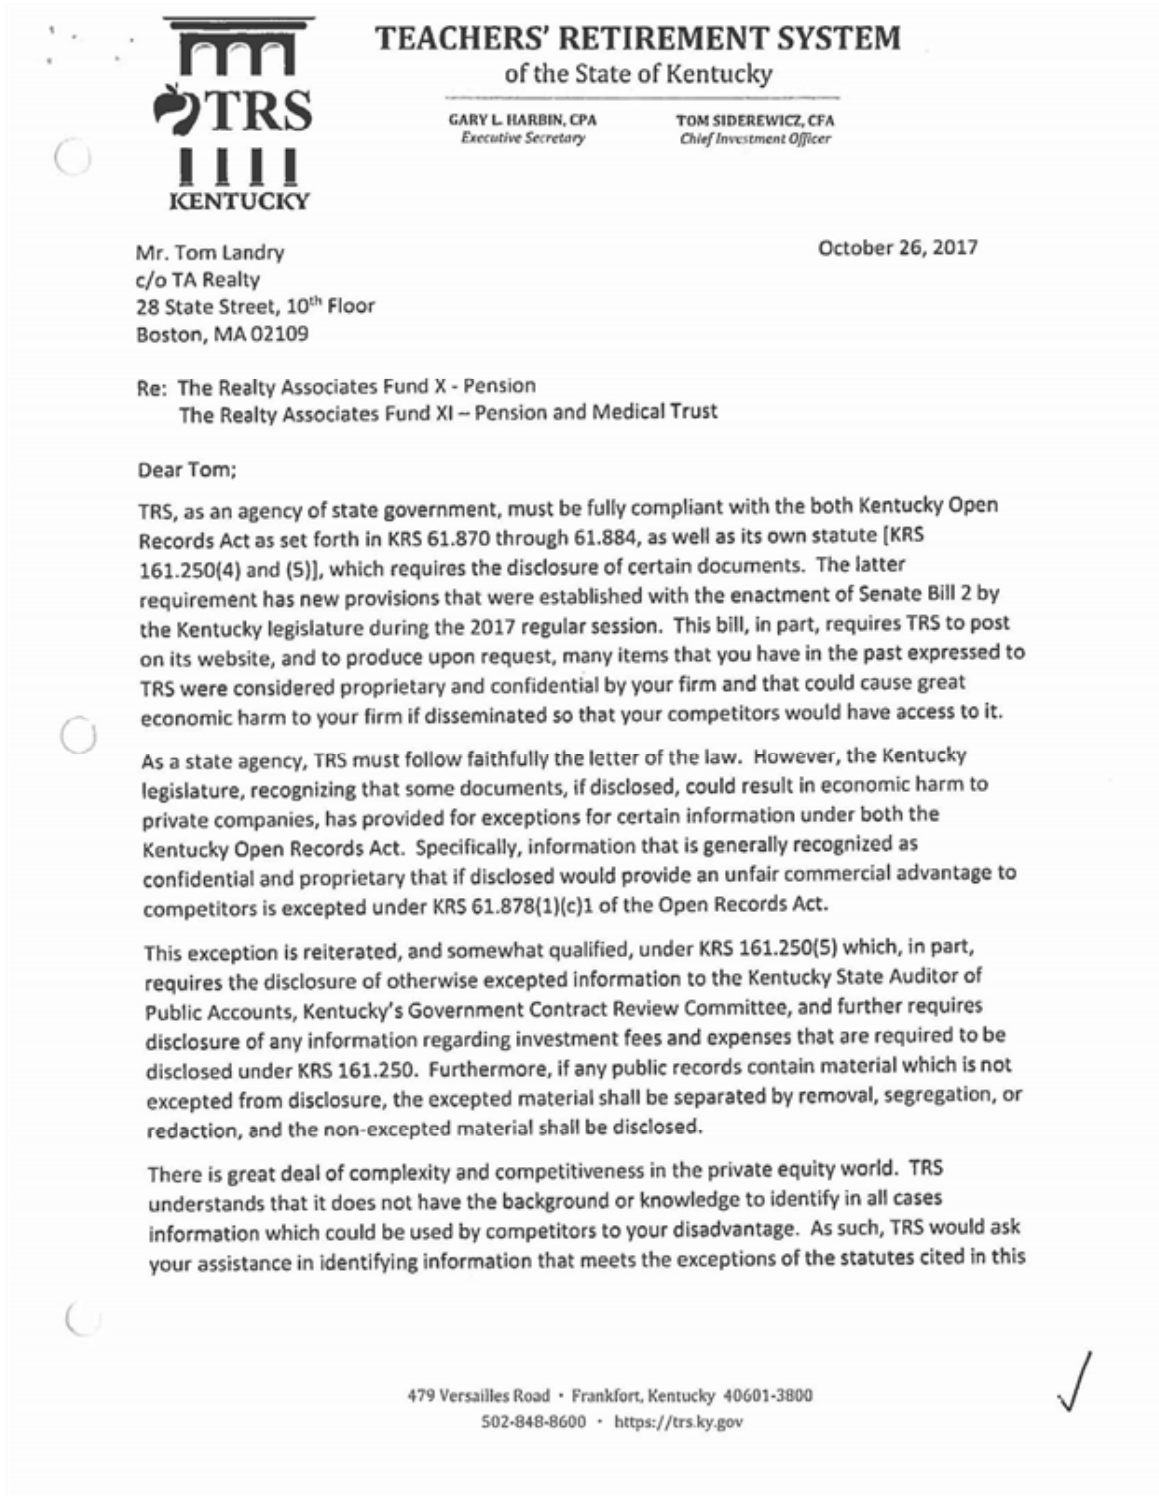 TEACHERS' RETIREMENT SYSTEM
of the State of Kentucky
GARY L. HARBIN, CPA
Executive Secretary
TOM SIDEREWICZ, CFA
Chief Investment Officer
TRS
KENTUCKY
October 26, 2017
Mr. Tom Landry
c/o TA Realty
28 State Street, 10th Floor
Boston, MA 02109
Re: The Realty Associates Fund X - Pension
The Realty Associates Fund XI – Pension and Medical Trust
Dear Tom;
TRS, as an agency of state government, must be fully compliant with the both Kentucky Open
Records Act as set forth in KRS 61.870 through 61.884, as well as its own statute [KRS
161.250(4) and (5)], which requires the disclosure of certain documents. The latter
requirement has new provisions that were established with the enactment of Senate Bill 2 by
the Kentucky legislature during the 2017 regular session. This bill, in part, requires TRS to post
on its website, and to produce upon request, many items that you have in the past expressed to
TRS were considered proprietary and confidential by your firm and that could cause great
economic harm to your firm if disseminated so that your competitors would have access to it.
As a state agency, TRS must follow faithfully the letter of the law. However, the Kentucky
legislature, recognizing that some documents, if disclosed, could result in economic harm to
private companies, has provided for exceptions for certain information under both the
Kentucky Open Records Act. Specifically, information that is generally recognized as
confidential and proprietary that if disclosed would provide an unfair commercial advantage to
competitors is excepted under KRS 61.878(1)(c)1 of the Open Records Act.
This exception is reiterated, and somewhat qualified, under KRS 161.250(5) which, in part,
requires the disclosure of otherwise excepted information to the Kentucky State Auditor of
Public Accounts, Kentucky's Government Contract Review Committee, and further requires
disclosure of any information regarding investment fees and expenses that are required to be
disclosed under KRS 161.250. Furthermore, if any public records contain material which is not
excepted from disclosure, the excepted material shall be separated by removal, segregation, or
redaction, and the non-excepted material shall be disclosed.
There is great deal of complexity and competitiveness in the private equity world. TRS
understands that it does not have the background or knowledge to identify in all cases
information which could be used by competitors to your disadvantage. As such, TRS would ask
your assistance in identifying information that meets the exceptions of the statutes cited in this
479 Versailles Road • Frankfort, Kentucky 40601-3800
502-848-8600 • https://trs.ky.gov